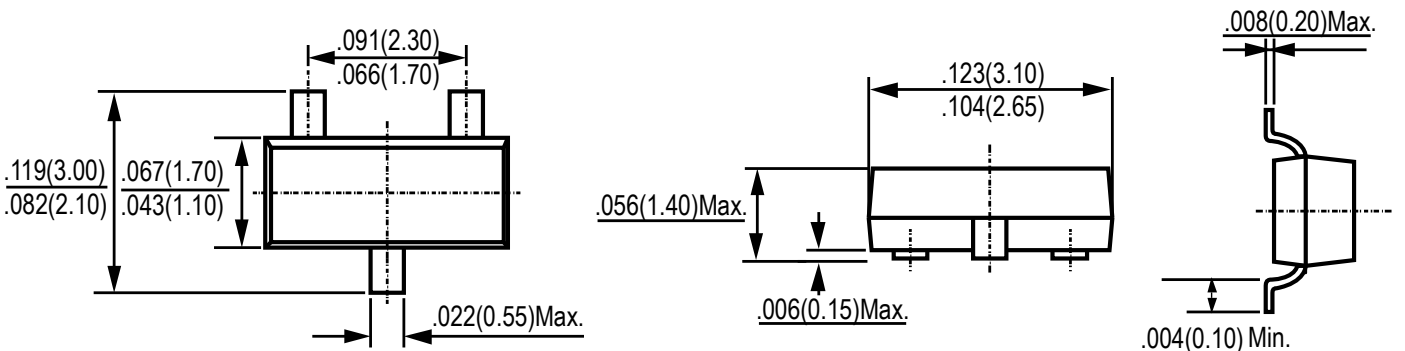 .091(2.30)
.066(1.70)
.119(3.00)
.082(2.10)
.067(1.70)
.043(1.10)
.022(0.55)Max.
.123(3.10)
.104(2.65)
.056(1.40)Max.
.006(0.15)Max.
.008(0.20)Max.
.004(0.10) Min.